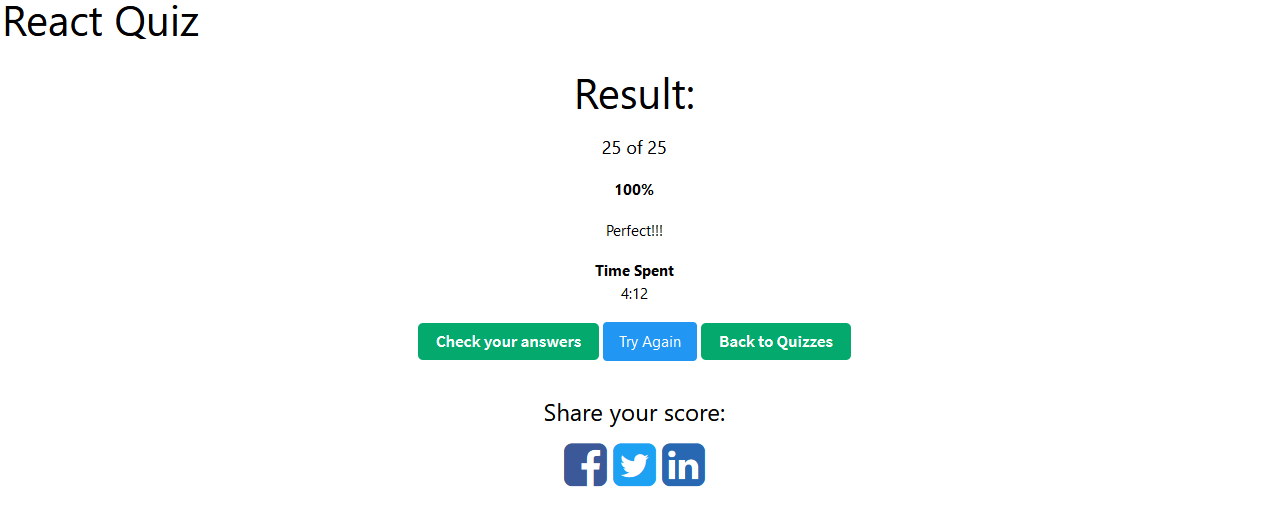 React Quiz
Result:
25 of 25
100%
Perfect!!!
Time Spent
4:12
Check your answers Try Again Back to Quizzes
Share your score:
f in